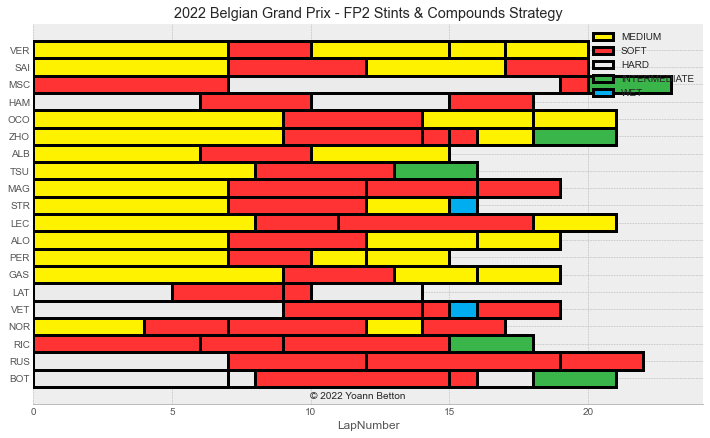 2022 Belgian Grand Prix - FP2 Stints & Compounds Strategy
MEDIUM
SOFT
HARD
INTERMEDIATE
WET
VER
SAI
MSC
HAM
OCO
ZHO
ALB
TSU
MAG
STR
LEC
ALO
PER
GAS
LAT
VET
NOR
RIC
RUS
BOT
© 2022 Yoann Betton
0 5 10 15 20
LapNumber